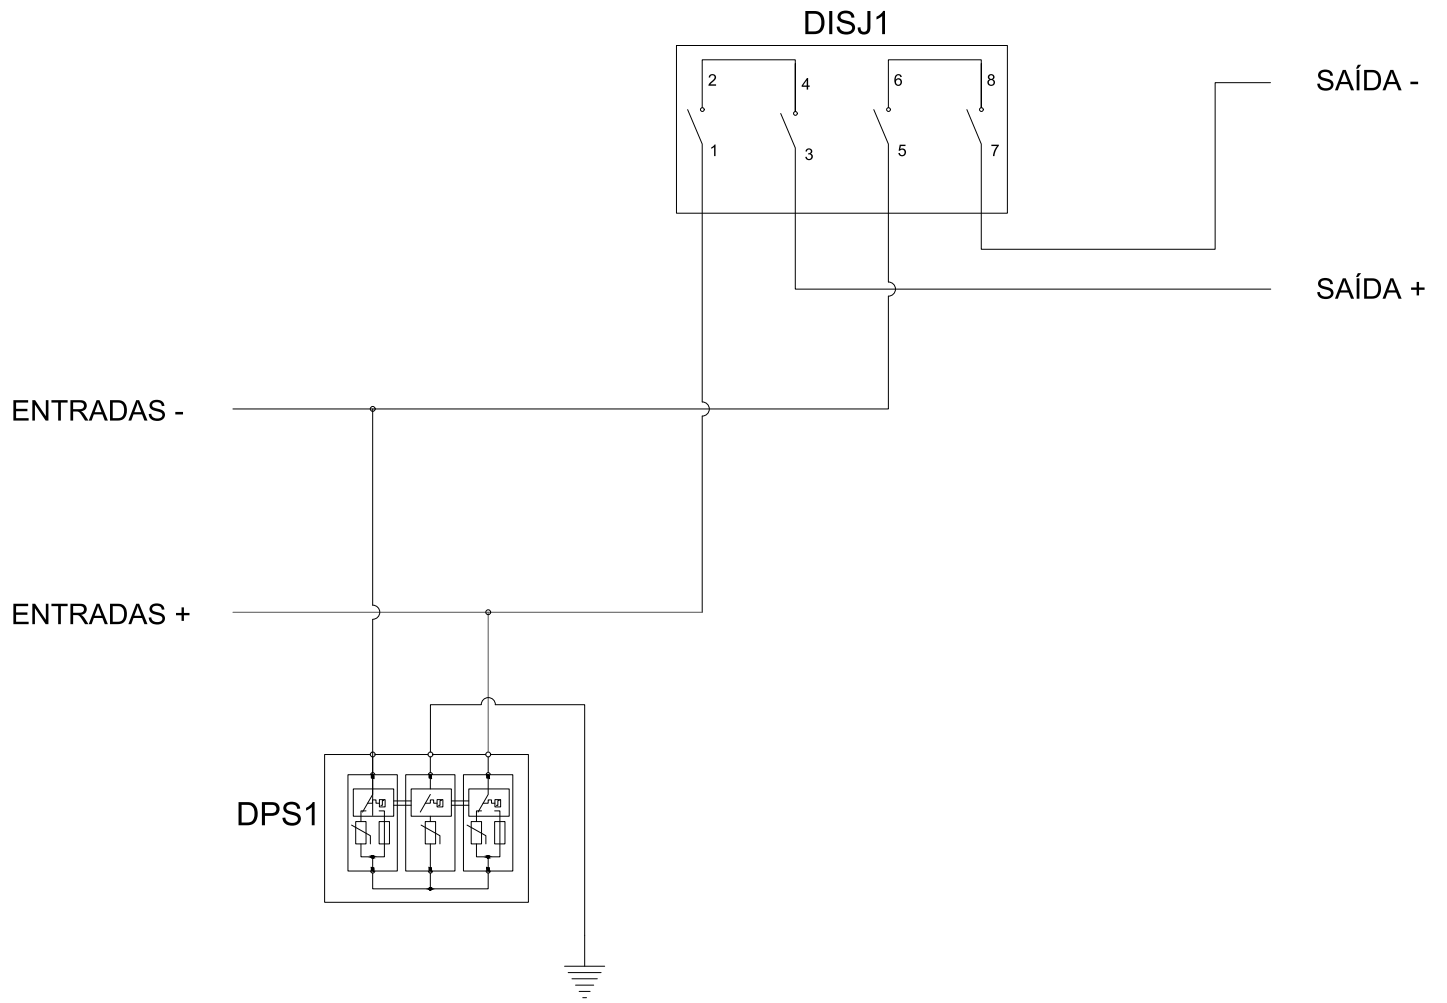 DISJ1
2
4
6
8
SAÍDA -
1
3
5
7
SAÍDA +
ENTRADAS -
ENTRADAS +
DPS1